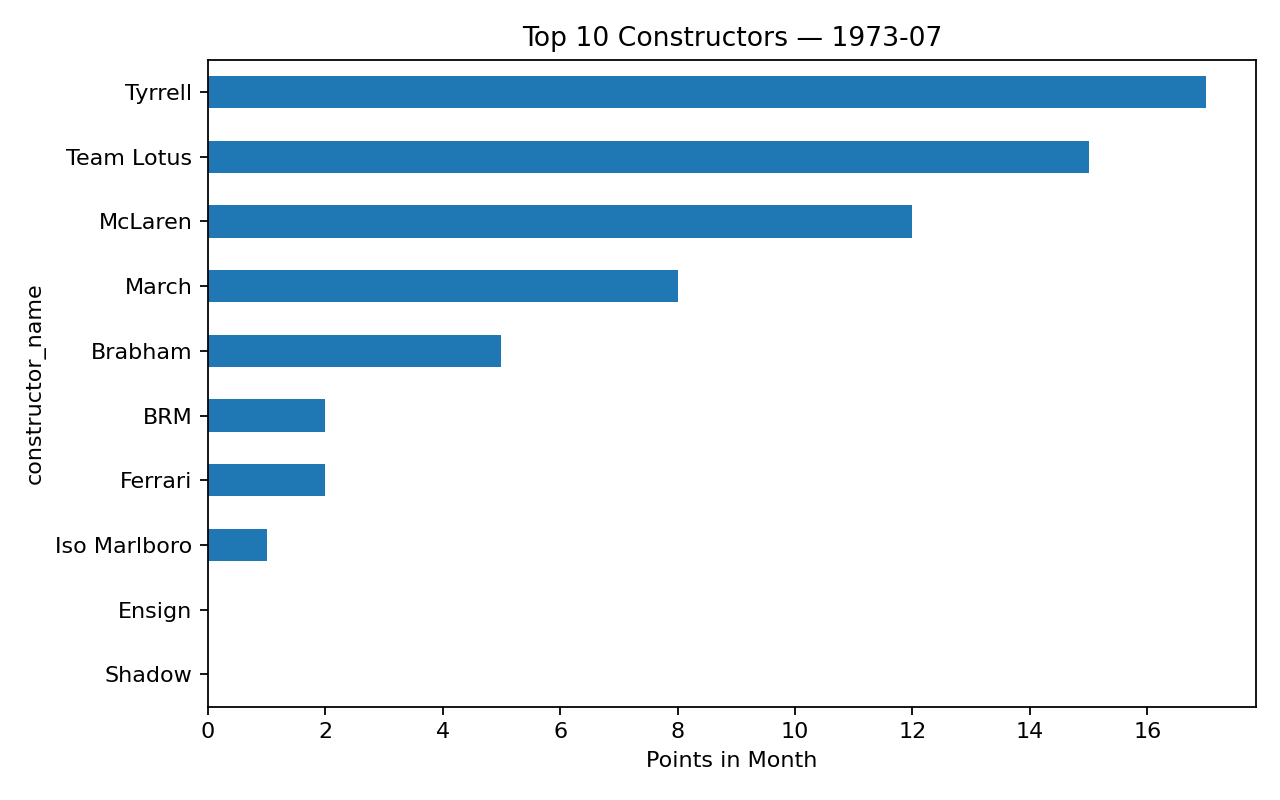 Top 10 Constructors — 1973-07
constructor_name
Tyrrell
Team Lotus
McLaren
March
Brabham
BRM
Ferrari
Iso Marlboro
Ensign
Shadow
0 2 4 6 8 10 12 14 16
Points in Month